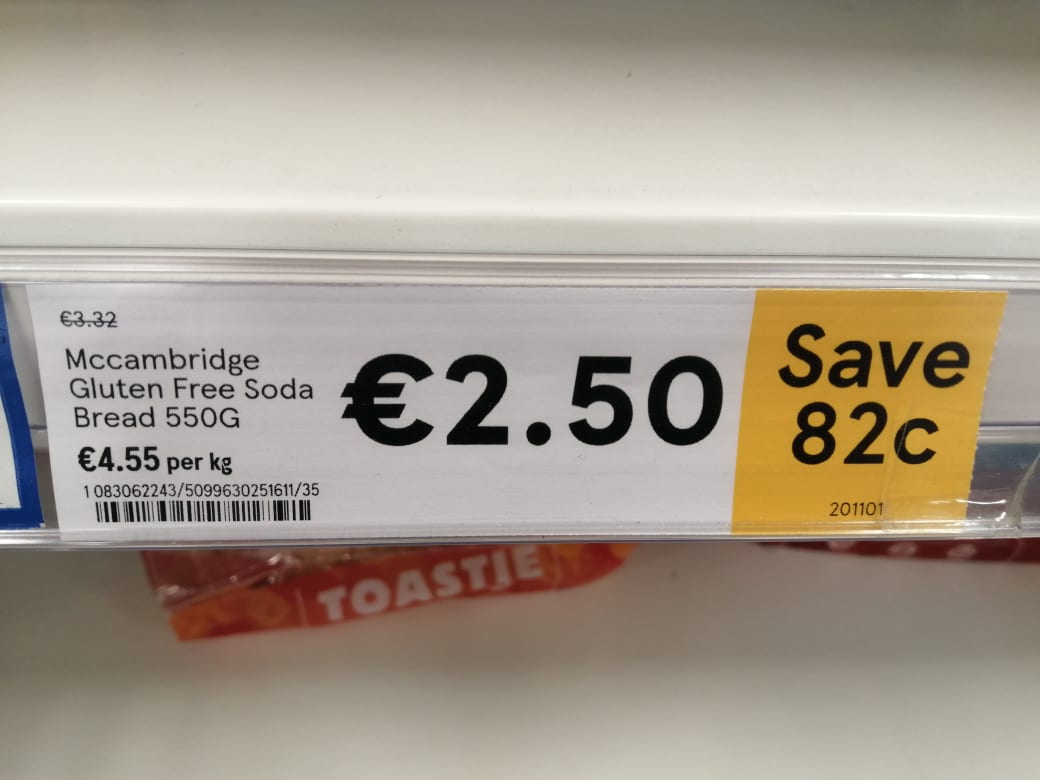 €3.32
Mccambridge
Gluten Free Soda
Bread 550G
€4.55 per kg
1 083062243/5099630251611/35
€2.50
Save
82c
201101
TOASTIE